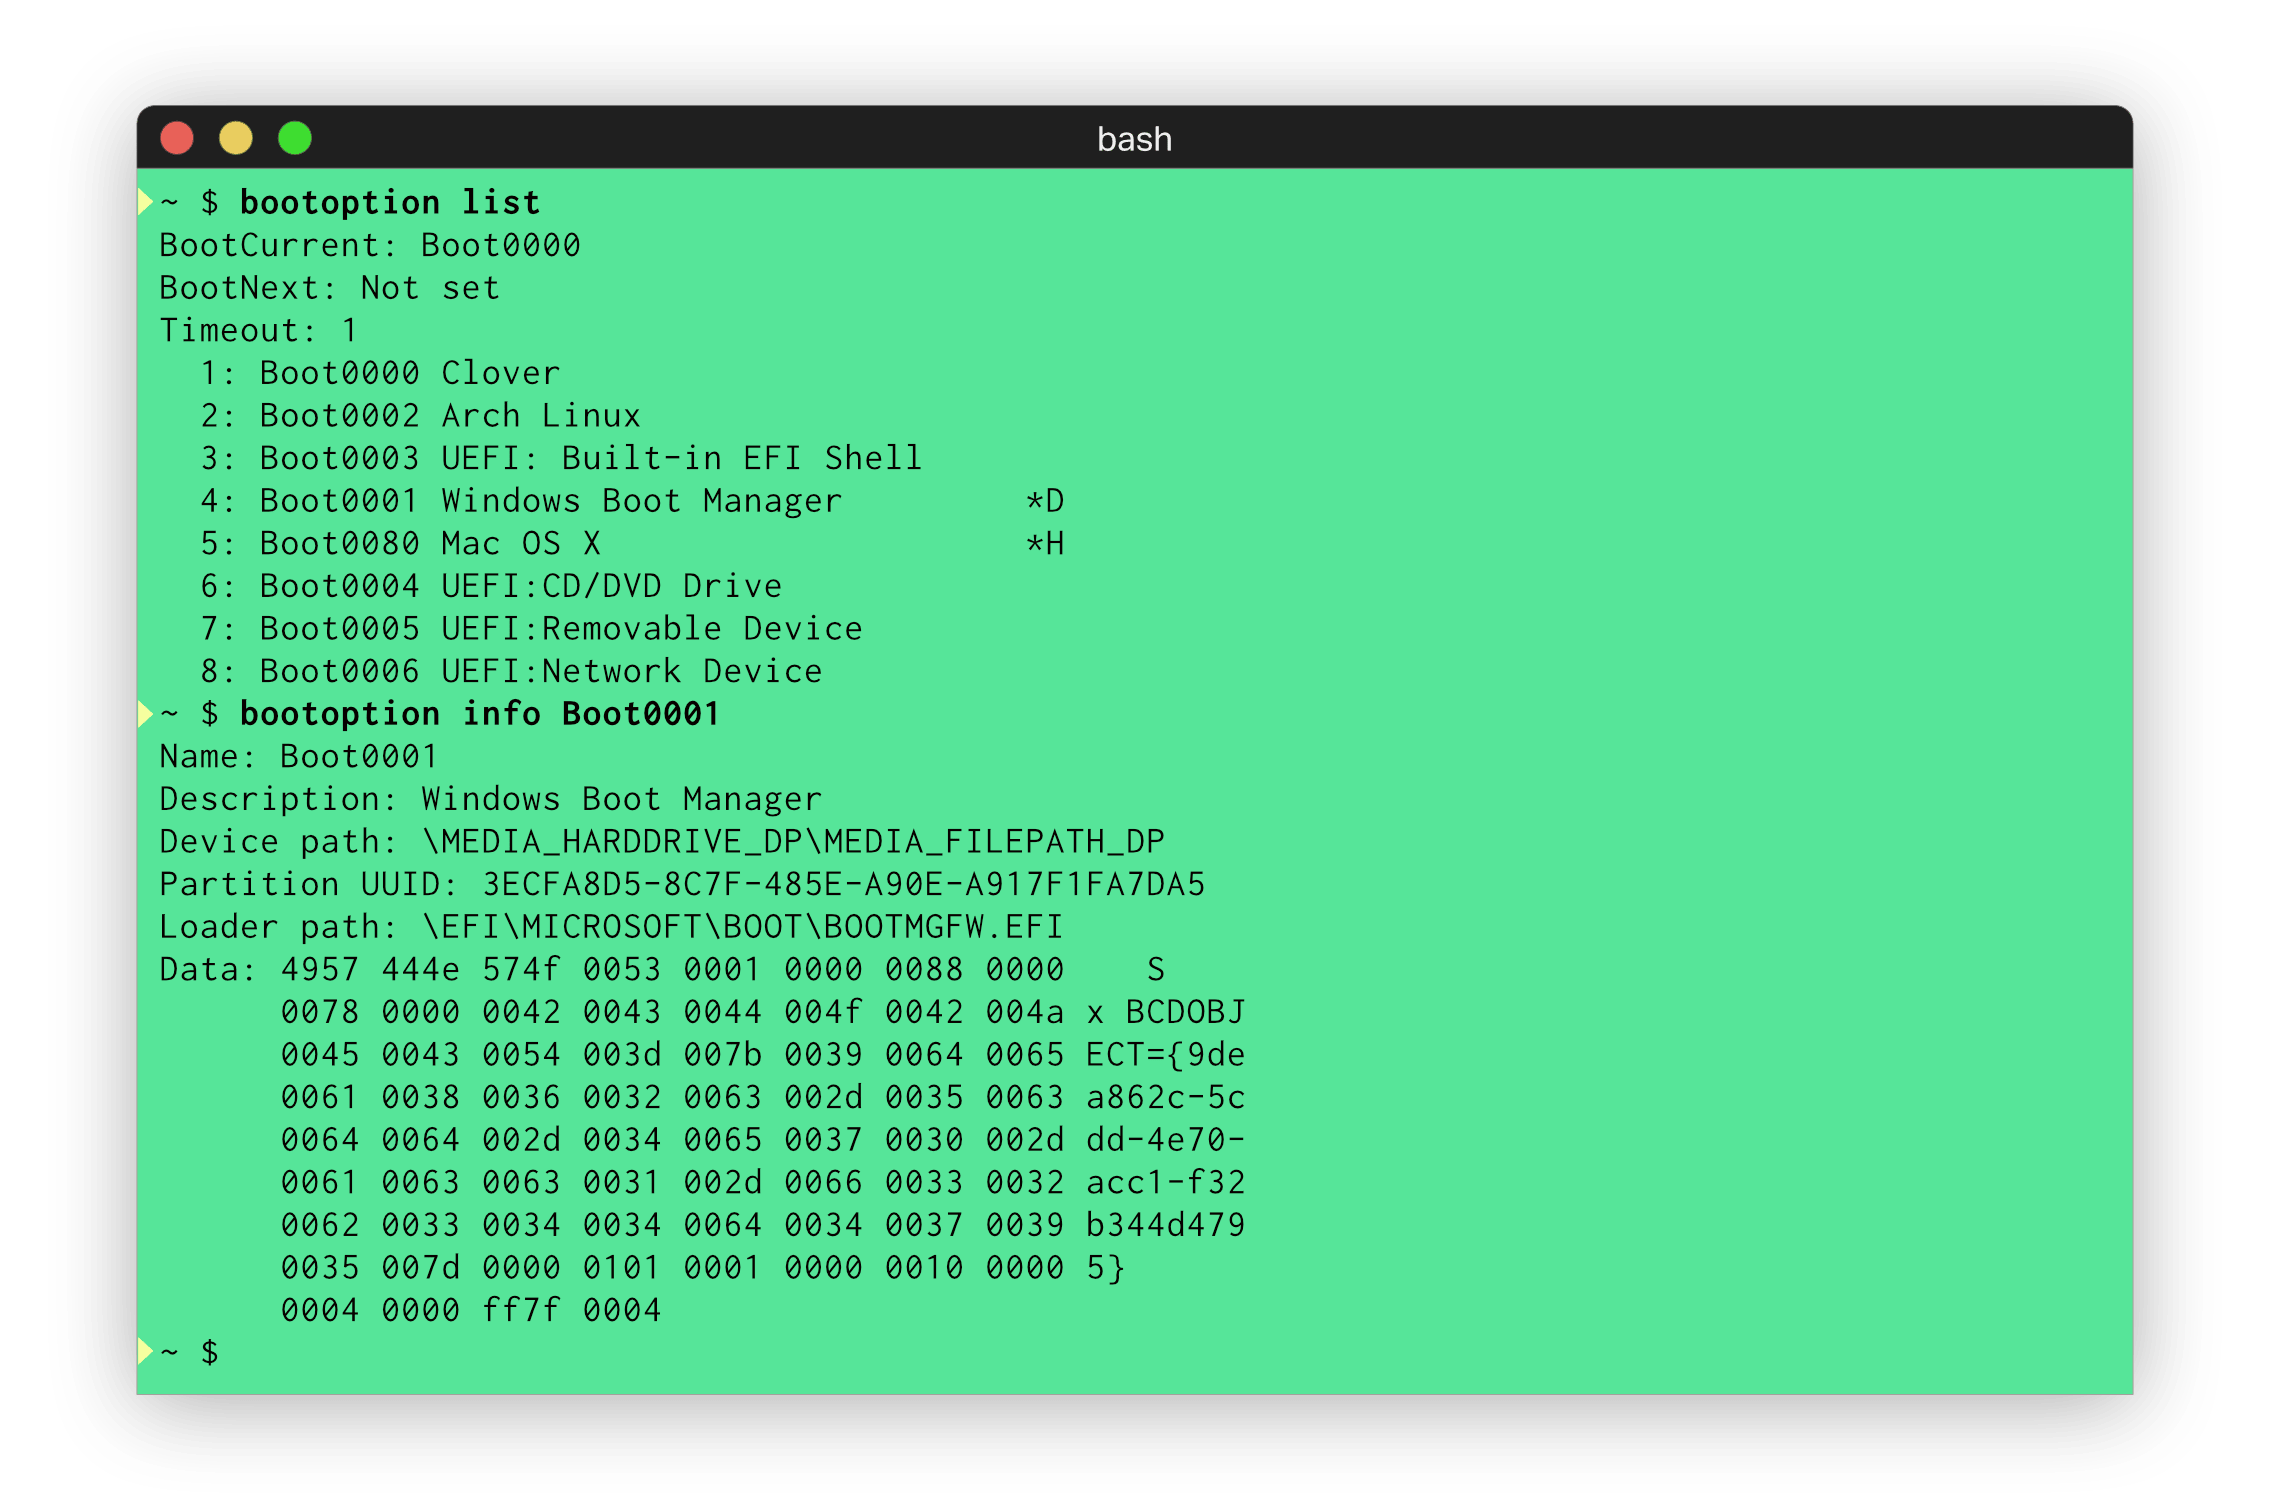 bash
~ $ bootoption list
BootCurrent: Boot0000
BootNext: Not set
Timeout: 1
  1: Boot0000 Clover
  2: Boot0002 Arch Linux
  3: Boot0003 UEFI: Built-in EFI Shell
  4: Boot0001 Windows Boot Manager         *D
  5: Boot0080 Mac OS X                     *H
  6: Boot0004 UEFI:CD/DVD Drive
  7: Boot0005 UEFI:Removable Device
  8: Boot0006 UEFI:Network Device
~ $ bootoption info Boot0001
Name: Boot0001
Description: Windows Boot Manager
Device path: \MEDIA_HARDDRIVE_DP\MEDIA_FILEPATH_DP
Partition UUID: 3ECFA8D5-8C7F-485E-A90E-A917F1FA7DA5
Loader path: \EFI\MICROSOFT\BOOT\BOOTMGFW.EFI
Data: 4957 444e 574f 0053 0001 0000 0088 0000    S
      0078 0000 0042 0043 0044 004f 0042 004a x BCDOBJ
      0045 0043 0054 003d 007b 0039 0064 0065 ECT={9de
      0061 0038 0036 0032 0063 002d 0035 0063 a862c-5c
      0064 0064 002d 0034 0065 0037 0030 002d dd-4e70-
      0061 0063 0063 0031 002d 0066 0033 0032 acc1-f32
      0062 0033 0034 0034 0064 0034 0037 0039 b344d479
      0035 007d 0000 0101 0001 0000 0010 0000 5}
      0004 0000 ff7f 0004
~ $